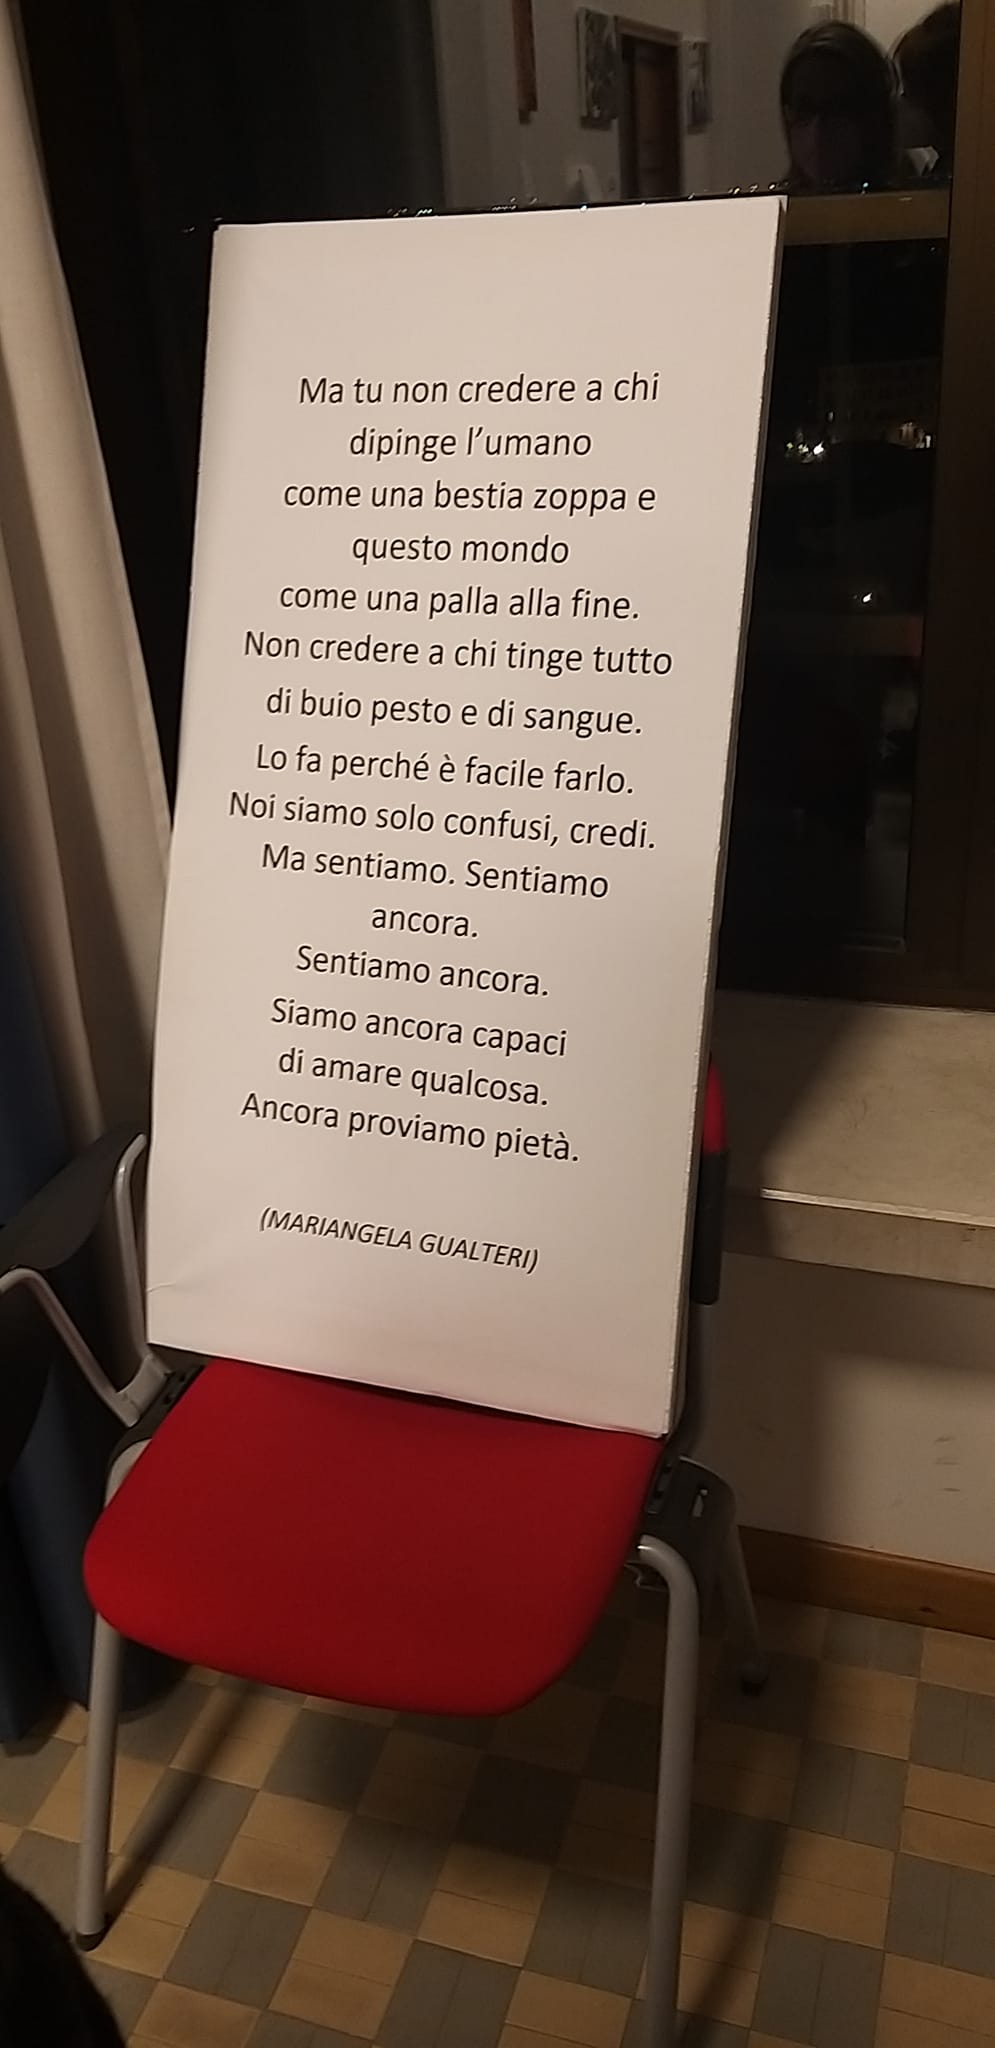 Ma tu non credere a chi
dipinge l'umano
come una bestia zoppa e
questo mondo
come una palla alla fine.
Non credere a chi tinge tutto
di buio pesto e di sangue.
Lo fa perché è facile farlo.
Noi siamo solo confusi, credi.
Ma sentiamo. Sentiamo
ancora.
Sentiamo ancora.
Siamo ancora capaci
di amare qualcosa.
Ancora proviamo pietà.
(MARIANGELA GUALTERI)